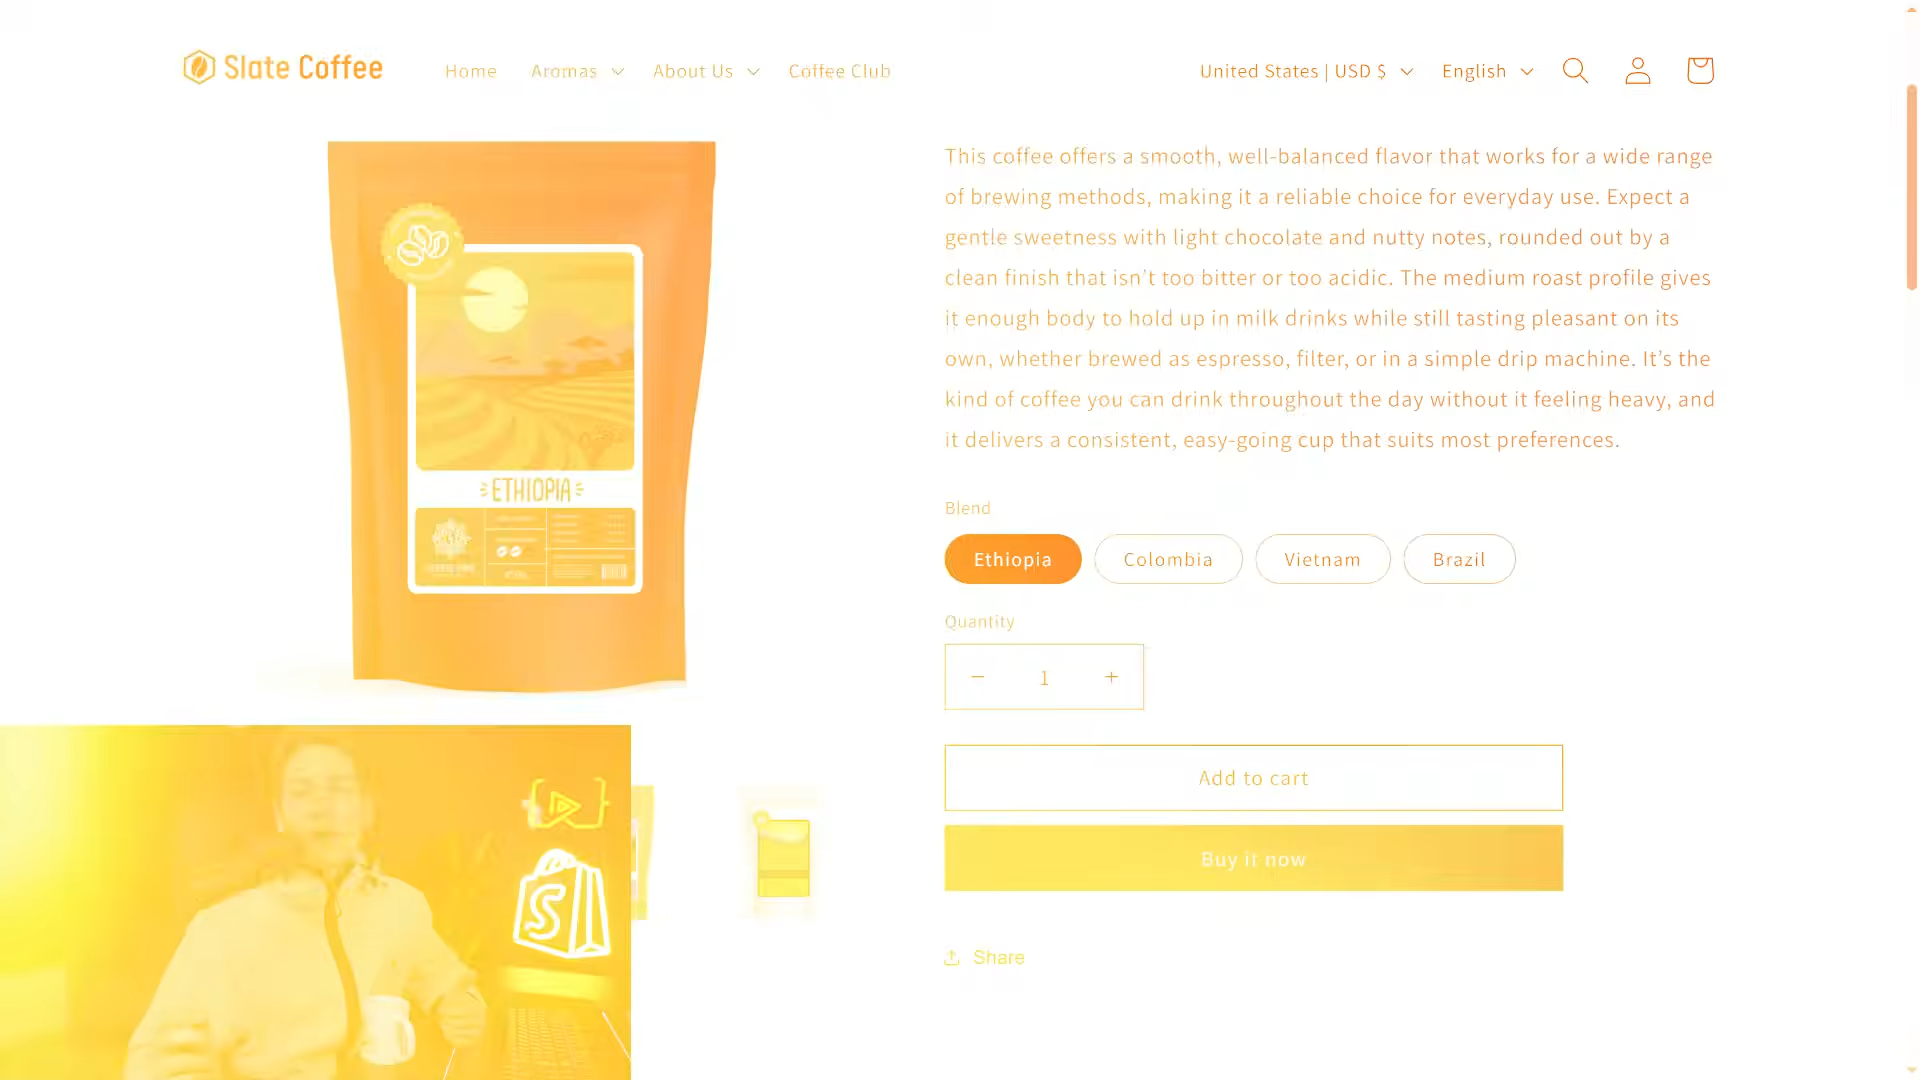 Slate Coffee
Home
Aromas
About Us
Coffee Club
United States | USD $
English
This coffee offers a smooth, well-balanced flavor that works for a wide range
of brewing methods, making it a reliable choice for everyday use. Expect a
gentle sweetness with light chocolate and nutty notes, rounded out by a
clean finish that isn't too bitter or too acidic. The medium roast profile gives
it enough body to hold up in milk drinks while still tasting pleasant on its
own, whether brewed as espresso, filter, or in a simple drip machine. It’s the
kind of coffee you can drink throughout the day without it feeling heavy, and
it delivers a consistent, easy-going cup that suits most preferences.
ETHIOPIA
Blend
Ethiopia
Colombia
Vietnam
Brazil
Quantity
1
Add to cart
Buy it now
S
Share